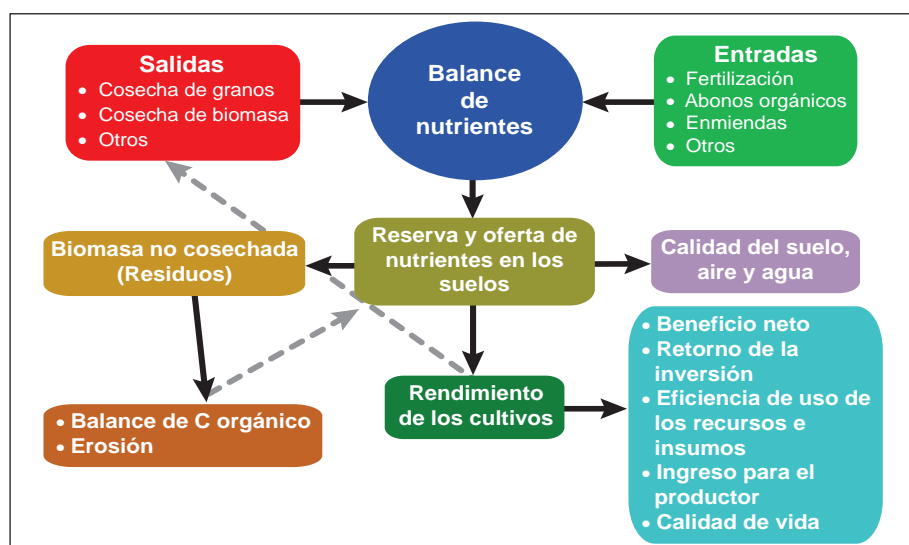 Salidas
• Cosecha de granos
• Cosecha de biomasa
• Otros
Balance
de
nutrientes
Entradas
• Fertilización
• Abonos orgánicos
• Enmiendas
• Otros
Biomasa no cosechada
(Residuos)
Reserva y oferta de
nutrientes en los
suelos
Calidad del suelo,
aire y agua
• Balance de C orgánico
• Erosión
Rendimiento
de los cultivos
• Beneficio neto
• Retorno de la
inversión
• Eficiencia de uso de
los recursos e
insumos
• Ingreso para el
productor
• Calidad de vida